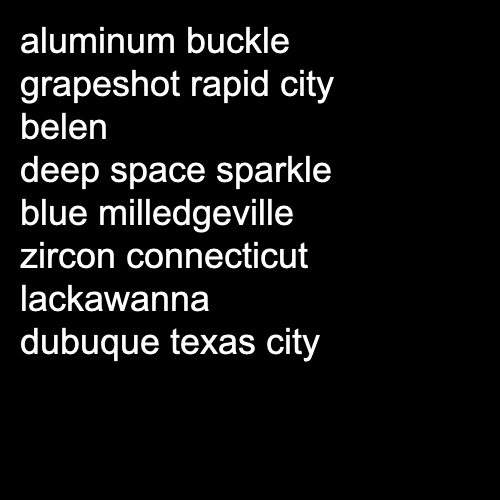 aluminum buckle
grapeshot rapid city
belen
deep space sparkle
blue milledgeville
zircon connecticut
lackawanna
dubuque texas city